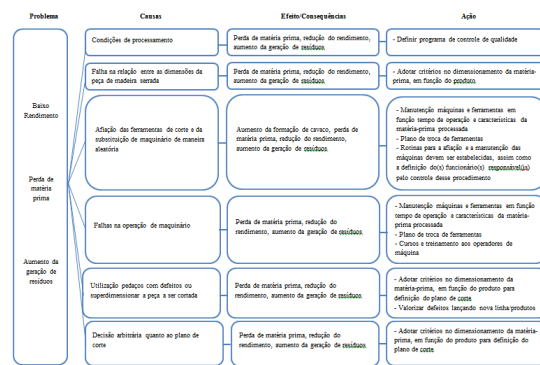 Problema Causas Efeito/Consequências Ação
Condições de processamento
Perda de matéria prima, redução do rendimento,
aumento da geração de resíduos
- Definir programa de controle de qualidade
Falha na relação entre as dimensões da
peça de madeira serrada
Perda de matéria prima, redução do rendimento,
aumento da geração de resíduos.
- Adotar critérios no dimensionamento da matéria-
prima, em função do produto
Baixo
Rendimento
Perda de
matéria
prima
Aumento da
geração de
resíduos
Afiação das ferramentas de corte e da
substituição de maquinário de maneira
aleatória
Aumento da formação de cavaco, perda de
matéria prima, redução do rendimento,
aumento da geração de resíduos.
- Manutenção máquinas e ferramentas em
função tempo de operação e características da
matéria-prima processada
- Plano de troca de ferramentas
- Rotinas para a afiação e a manutenção das
máquinas devem ser estabelecidas, assim como
a definição do(s) funcionário(s) responsável(is)
pelo controle desse procedimento
Falhas na operação de maquinário
Perda de matéria prima, redução do
rendimento, aumento da geração de resíduos
- Manutenção máquinas e ferramentas em função
tempo de operação e características da matéria-
prima processada
- Plano de troca de ferramentas
- Cursos e treinamento aos operadores de
máquina
Utilização pedaços com defeitos ou
superdimensionar a peça a ser cortada
Perda de matéria prima, redução do
rendimento, aumento da geração de resíduos.
- Adotar critérios no dimensionamento da
matéria-prima, em função do produto para
definição do plano de corte
- Valorizar defeitos lançando nova linha/produtos
Decisão arbitrária quanto ao plano de
corte
Perda de matéria prima, redução do
rendimento, aumento da geração de resíduos
- Adotar critérios no dimensionamento da matéria-
prima, em função do produto para definição do
plano de corte